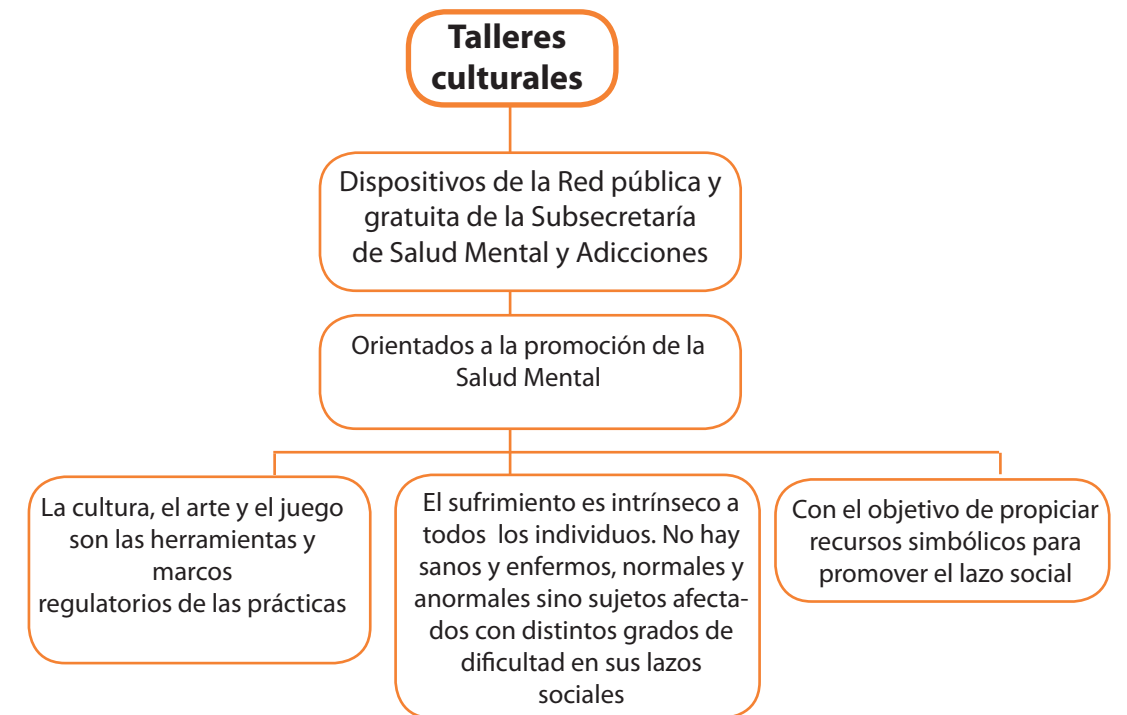 Talleres
culturales
Dispositivos de la Red pública y
gratuita de la Subsecretaría
de Salud Mental y Adicciones
Orientados a la promoción de la
Salud Mental
La cultura, el arte y el juego
son las herramientas y
marcos
regulatorios de las prácticas
El sufrimiento es intrínseco a
todos los individuos. No hay
sanos y enfermos, normales y
anormales sino sujetos afecta-
dos con distintos grados de
dificultad en sus lazos
sociales
Con el objetivo de propiciar
recursos simbólicos para
promover el lazo social